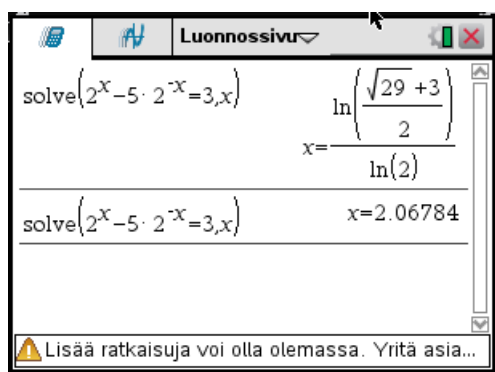 Luonnossivu
solve(2^x−5·2^-x=3,x)
x=ln((√29+3)/2)/ln(2)
solve(2^x−5·2^-x=3,x) x=2.06784
Lisää ratkaisuja voi olla olemassa. Yritä asia...